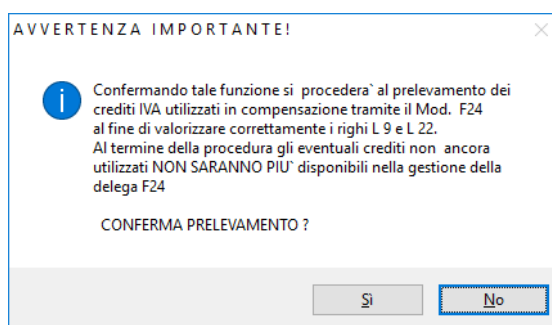 AVVERTENZA IMPORTANTE!
Confermando tale funzione si procedera` al prelevamento dei
crediti IVA utilizzati in compensazione tramite il Mod. F24
al fine di valorizzare correttamente i righi L 9 e L 22.
Al termine della procedura gli eventuali crediti non ancora
utilizzati NON SARANNO PIU` disponibili nella gestione della
delega F24
CONFERMA PRELEVAMENTO ?
Sì
No